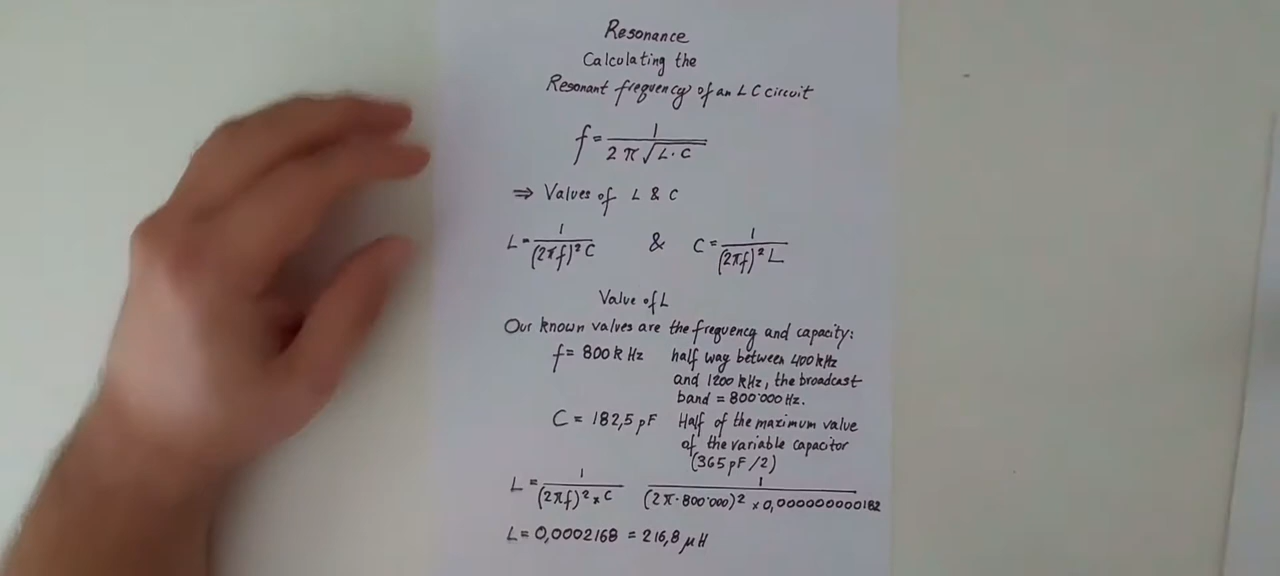 Resonance
Calculating the
Resonant frequency of an LC circuit
f = 1 / 2π√L·C
⇒ Values of L & C
L = 1 / (2πf)² C & C = 1 / (2πf)² L
Value of L
Our known values are the frequency and capacity:
f = 800 kHz half way between 400 kHz
and 1200 kHz, the broadcast
band = 800'000 Hz.
C = 182,5 pF Half of the maximum value
of the variable capacitor
(365 pF/2)
L = 1 / (2πf)² × C 1 / (2π·800'000)² × 0,000000000182
L = 0,0002168 = 216,8 μH